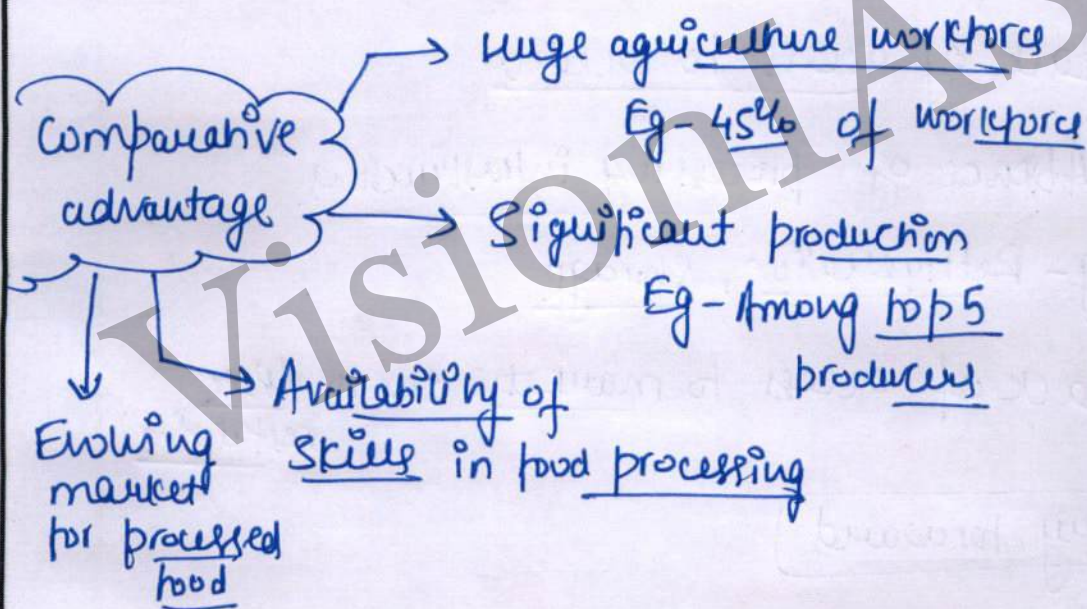 Comparative
advantage
Huge agriculture workforce
Eg- 45% of workforce
Significant production
Eg- Among top 5
producers
Availability of
skills in food processing
Evolving
market
for processed
food
VisionIAS